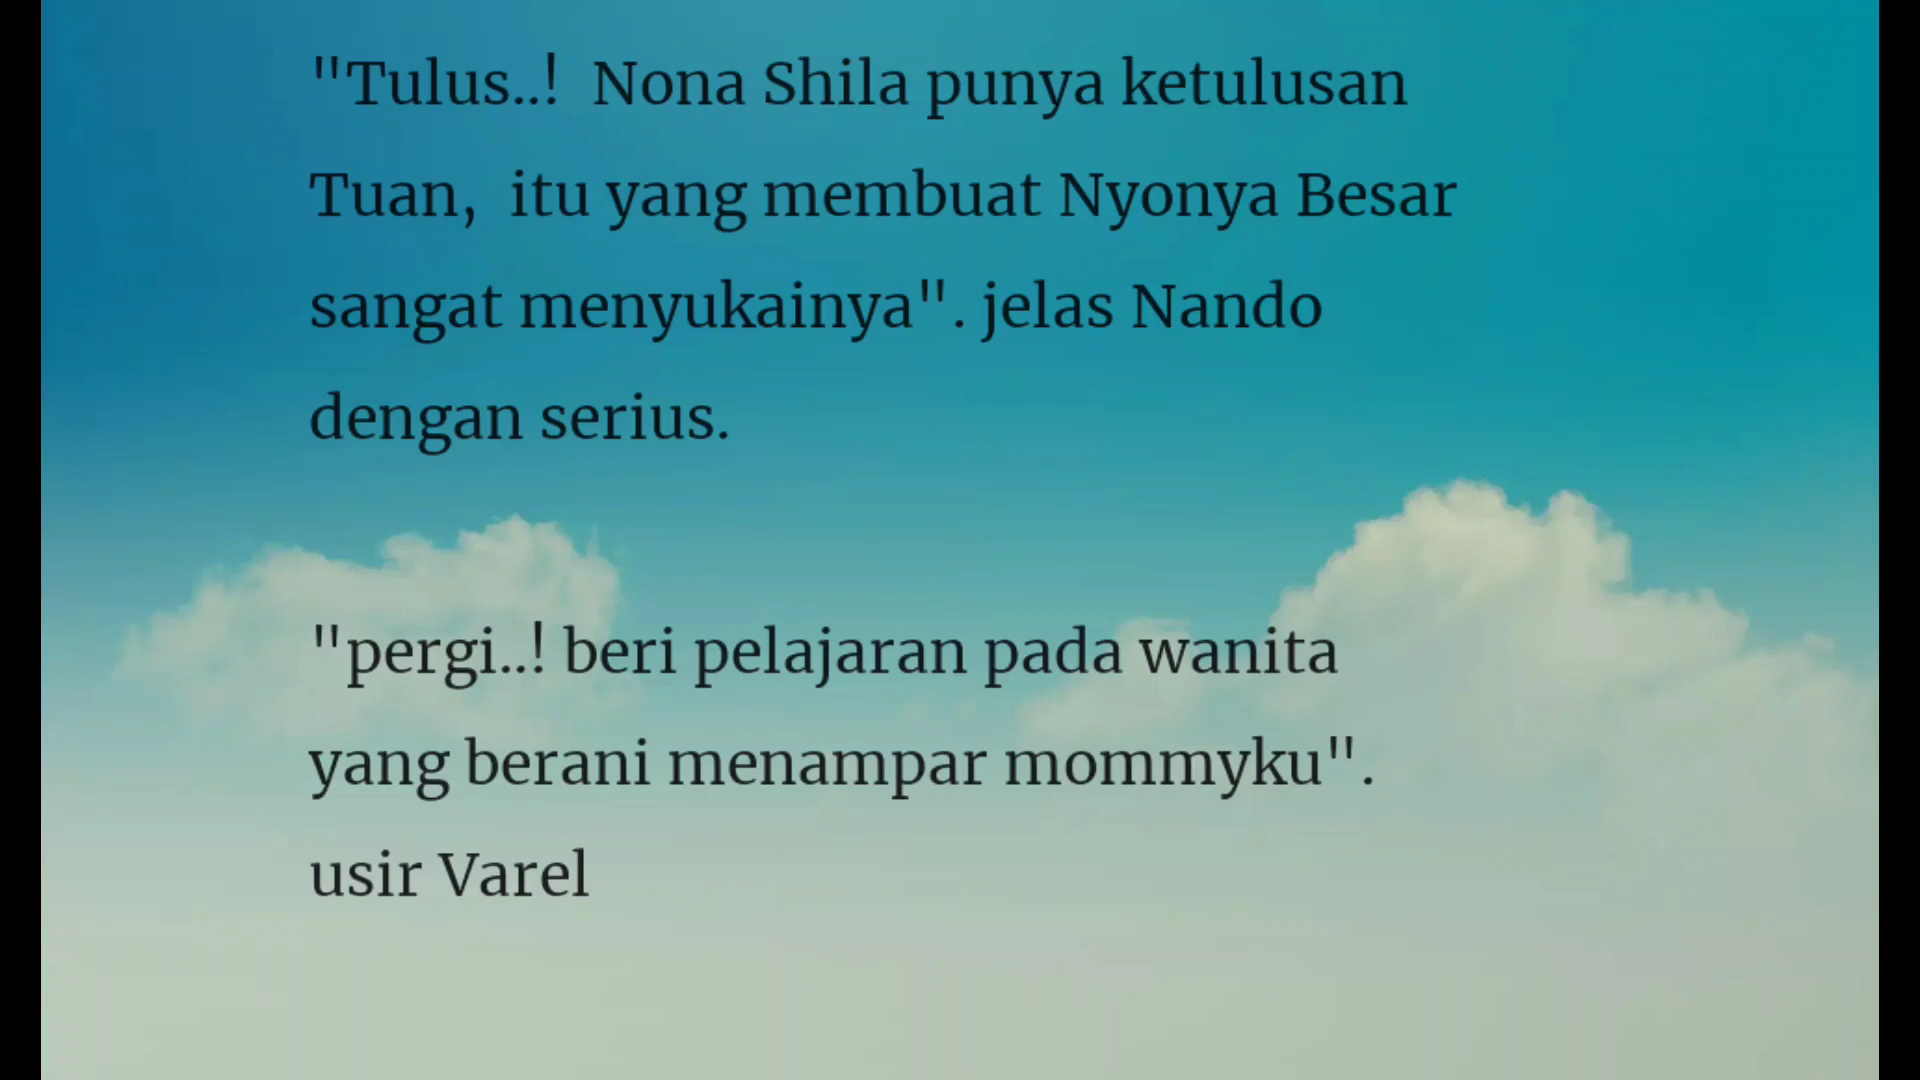 "Tulus..!  Nona Shila punya ketulusan
Tuan,  itu yang membuat Nyonya Besar
sangat menyukainya". jelas Nando
dengan serius.
"pergi..! beri pelajaran pada wanita
yang berani menampar mommyku".
usir Varel